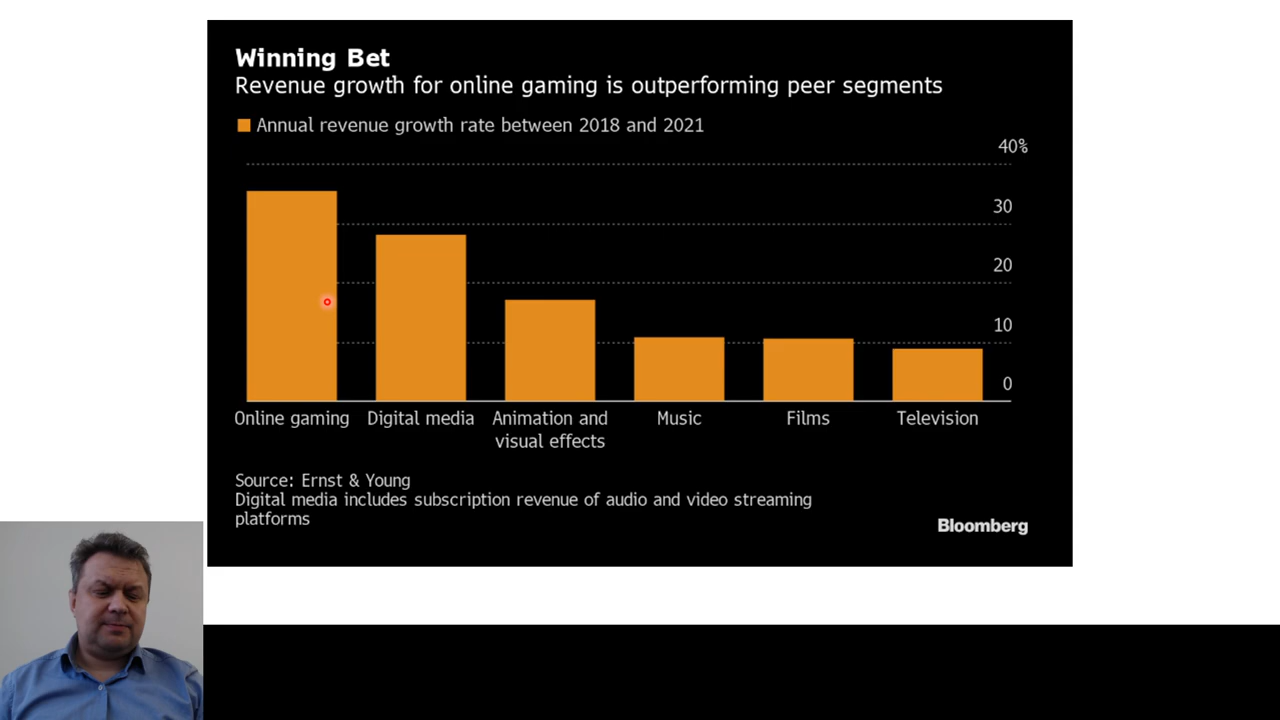 Winning Bet
Revenue growth for online gaming is outperforming peer segments
Annual revenue growth rate between 2018 and 2021
40%
30
20
10
0
Online gaming
Digital media
Animation and
visual effects
Music
Films
Television
Source: Ernst & Young
Digital media includes subscription revenue of audio and video streaming
platforms
Bloomberg